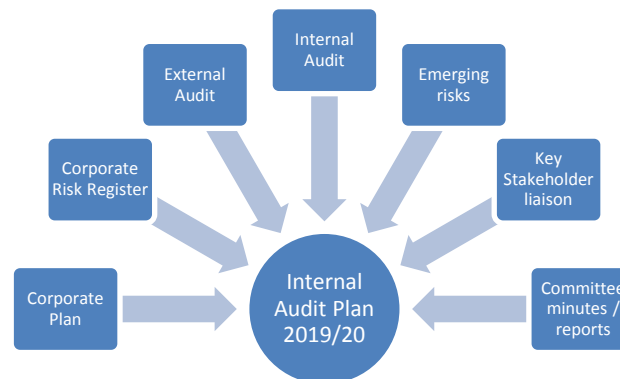 Internal
Audit
External
Audit
Emerging
risks
Corporate
Risk Register
Key
Stakeholder
liaison
Corporate
Plan
Internal
Audit Plan
2019/20
Committee
minutes /
reports